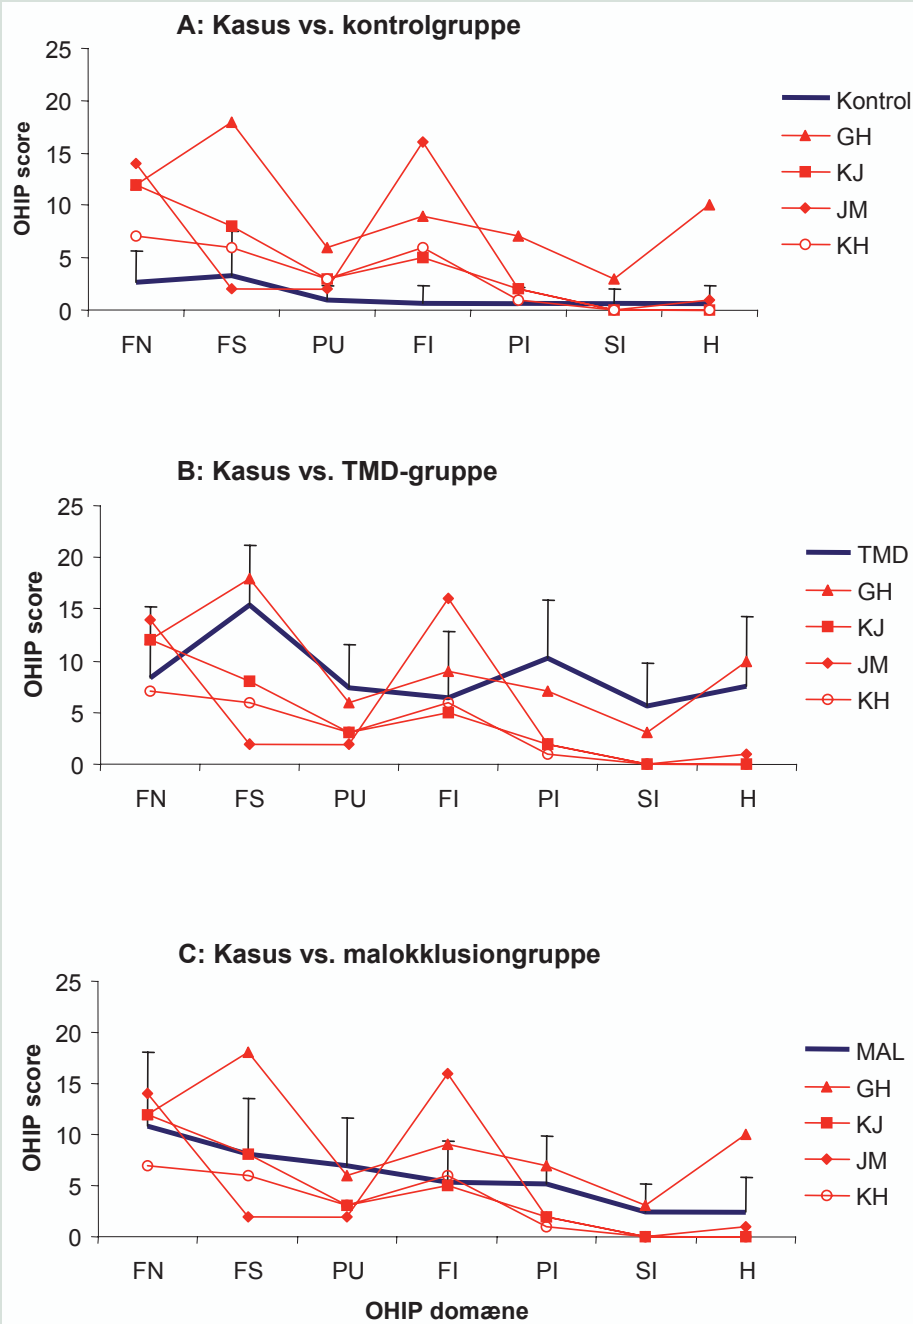 A: Kasus vs. kontrolgruppe
OHIP score
25
20
15
10
5
0
FN FS PU FI PI SI H
Kontrol
GH
KJ
JM
KH
B: Kasus vs. TMD-gruppe
OHIP score
25
20
15
10
5
0
FN FS PU FI PI SI H
TMD
GH
KJ
JM
KH
C: Kasus vs. malokklusiongruppe
OHIP score
25
20
15
10
5
0
FN FS PU FI PI SI H
OHIP domæne
MAL
GH
KJ
JM
KH